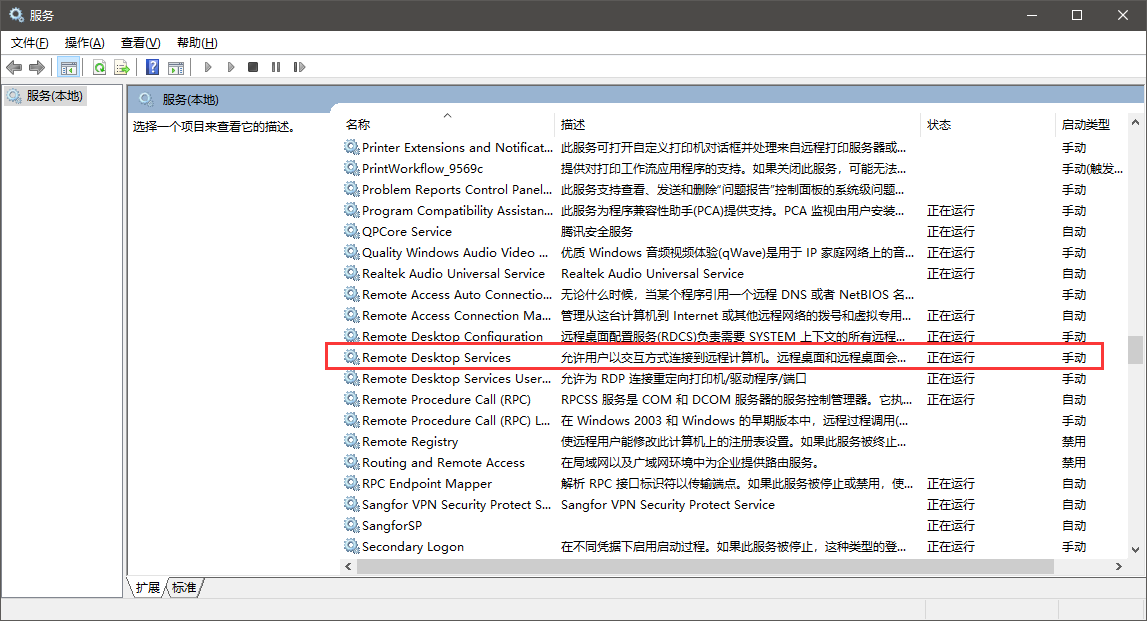 服务
文件(F) 操作(A) 查看(V) 帮助(H)
服务(本地)
服务(本地)
选择一个项目来查看它的描述。
名称 描述 状态 启动类型
Printer Extensions and Notificat... 此服务可打开自定义打印机对话框并处理来自远程打印服务器或... 手动
PrintWorkflow_9569c 提供对打印工作流应用程序的支持。如果关闭此服务，可能无法... 手动(触发...
Problem Reports Control Panel... 此服务支持查看、发送和删除"问题报告"控制面板的系统级问题... 手动
Program Compatibility Assistan... 此服务为程序兼容性助手(PCA)提供支持。PCA 监视由用户安装... 正在运行 手动
QPCore Service 腾讯安全服务 正在运行 自动
Quality Windows Audio Video ... 优质 Windows 音频视频体验(qWave)是用于 IP 家庭网络上的音... 正在运行 手动
Realtek Audio Universal Service Realtek Audio Universal Service 正在运行 自动
Remote Access Auto Connectio... 无论什么时候，当某个程序引用一个远程 DNS 或者 NetBIOS 名... 手动
Remote Access Connection Ma... 管理从这台计算机到 Internet 或其他远程网络的拨号和虚拟专用... 正在运行 自动
Remote Desktop Configuration 远程桌面配置服务(RDCS)负责需要 SYSTEM 上下文的所有远程... 正在运行 手动
Remote Desktop Services 允许用户以交互方式连接到远程计算机。远程桌面和远程桌面会... 正在运行 手动
Remote Desktop Services User... 允许为 RDP 连接重定向打印机/驱动程序/端口 正在运行 手动
Remote Procedure Call (RPC) RPCSS 服务是 COM 和 DCOM 服务器的服务控制管理器。它执... 正在运行 自动
Remote Procedure Call (RPC) L... 在 Windows 2003 和 Windows 的早期版本中，远程过程调用(... 手动
Remote Registry 使远程用户能修改此计算机上的注册表设置。如果此服务被终止... 禁用
Routing and Remote Access 在局域网以及广域网环境中为企业提供路由服务。 禁用
RPC Endpoint Mapper 解析 RPC 接口标识符以传输端点。如果此服务被停止或禁用，使... 正在运行 自动
Sangfor VPN Security Protect S... Sangfor VPN Security Protect Service 正在运行 自动
SangforSP 正在运行 自动
Secondary Logon 在不同凭据下启用启动过程。如果此服务被停止，这种类型的登... 正在运行 手动
扩展 标准